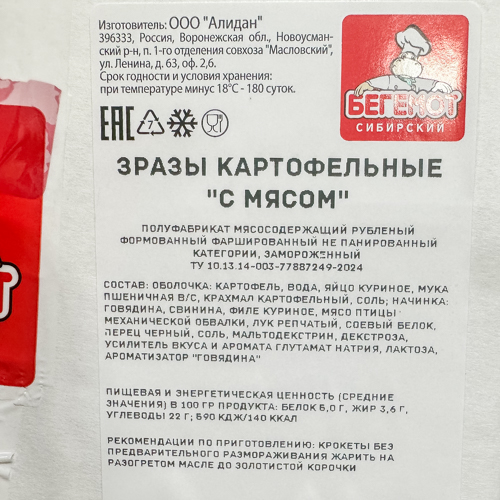 Изготовитель: ООО "Алидан"
396333, Россия, Воронежская обл., Новоусман-
ский р-н, п. 1-го отделения совхоза "Масловский",
ул. Ленина, д. 63, оф. 2,6.
Срок годности и условия хранения:
при температуре минус 18°С - 180 суток.
EAC 7
БЕГЕМОТ
СИБИРСКИЙ
ЗРАЗЫ КАРТОФЕЛЬНЫЕ
"С МЯСОМ"
ПОЛУФАБРИКАТ МЯСОСОДЕРЖАЩИЙ РУБЛЕНЫЙ
ФОРМОВАННЫЙ ФАРШИРОВАННЫЙ НЕ ПАНИРОВАННЫЙ
КАТЕГОРИИ, ЗАМОРОЖЕННЫЙ
ТУ 10.13.14-003-77887249-2024
СОСТАВ: ОБОЛОЧКА: КАРТОФЕЛЬ, ВОДА, ЯЙЦО КУРИНОЕ, МУКА
ПШЕНИЧНАЯ В/С, КРАХМАЛ КАРТОФЕЛЬНЫЙ, СОЛЬ; НАЧИНКА:
ГОВЯДИНА, СВИНИНА, ФИЛЕ КУРИНОЕ, МЯСО ПТИЦЫ
МЕХАНИЧЕСКОЙ ОБВАЛКИ, ЛУК РЕПЧАТЫЙ, СОЕВЫЙ БЕЛОК,
ПЕРЕЦ ЧЕРНЫЙ, СОЛЬ, МАЛЬТОДЕКСТРИН, ДЕКСТРОЗА,
УСИЛИТЕЛЬ ВКУСА И АРОМАТА ГЛУТАМАТ НАТРИЯ, ЛАКТОЗА,
АРОМАТИЗАТОР "ГОВЯДИНА"
ПИЩЕВАЯ И ЭНЕРГЕТИЧЕСКАЯ ЦЕННОСТЬ (СРЕДНИЕ
ЗНАЧЕНИЯ) В 100 ГР ПРОДУКТА: БЕЛОК 6,0 Г, ЖИР 3,6 Г,
УГЛЕВОДЫ 22 Г; 590 КДЖ/140 ККАЛ
РЕКОМЕНДАЦИИ ПО ПРИГОТОВЛЕНИЮ: КРОКЕТЫ БЕЗ
ПРЕДВАРИТЕЛЬНОГО РАЗМОРАЖИВАНИЯ ЖАРИТЬ НА
РАЗОГРЕТОМ МАСЛЕ ДО ЗОЛОТИСТОЙ КОРОЧКИ